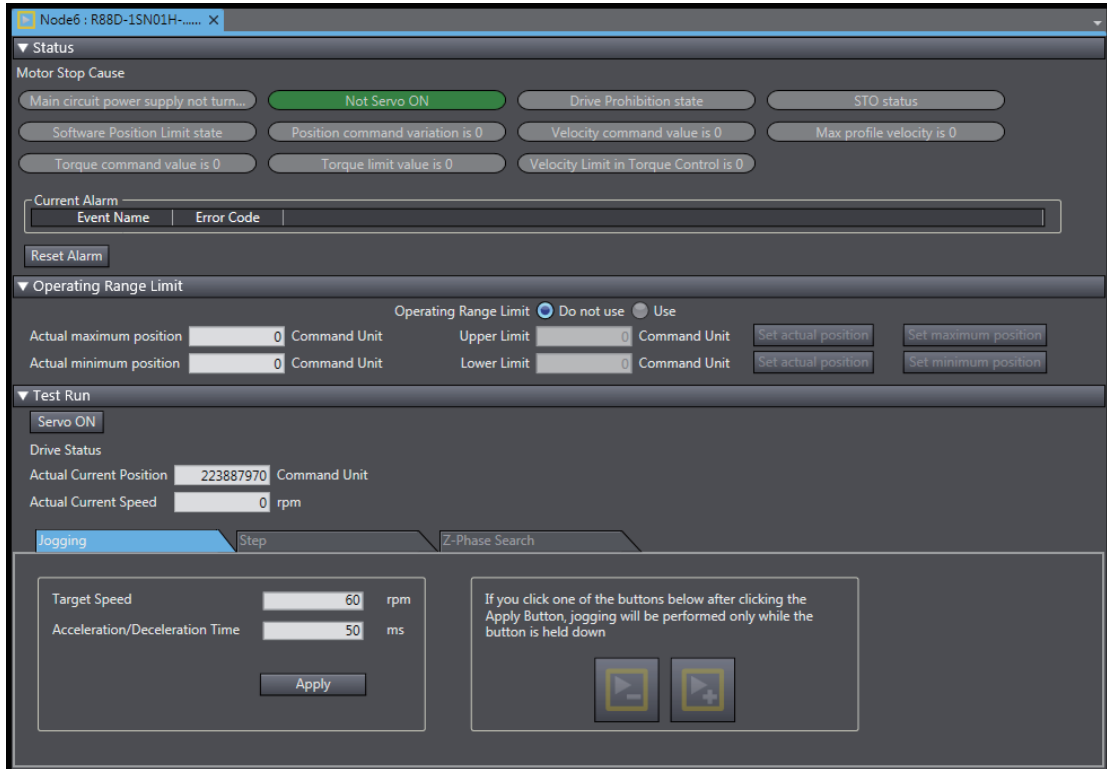 Node6 : R88D-1SN01H-...... ×
Status
Motor Stop Cause
Main circuit power supply not turn... Not Servo ON Drive Prohibition state STO status
Software Position Limit state Position command variation is 0 Velocity command value is 0 Max profile velocity is 0
Torque command value is 0 Torque limit value is 0 Velocity Limit in Torque Control is 0
Current Alarm
Event Name | Error Code |
Reset Alarm
Operating Range Limit
Operating Range Limit Do not use Use
Actual maximum position 0 Command Unit Upper Limit 0 Command Unit Set actual position Set maximum position
Actual minimum position 0 Command Unit Lower Limit 0 Command Unit Set actual position Set minimum position
Test Run
Servo ON
Drive Status
Actual Current Position 223887970 Command Unit
Actual Current Speed 0 rpm
Jogging Step Z-Phase Search
Target Speed 60 rpm
Acceleration/Deceleration Time 50 ms
Apply
If you click one of the buttons below after clicking the
Apply Button, jogging will be performed only while the
button is held down